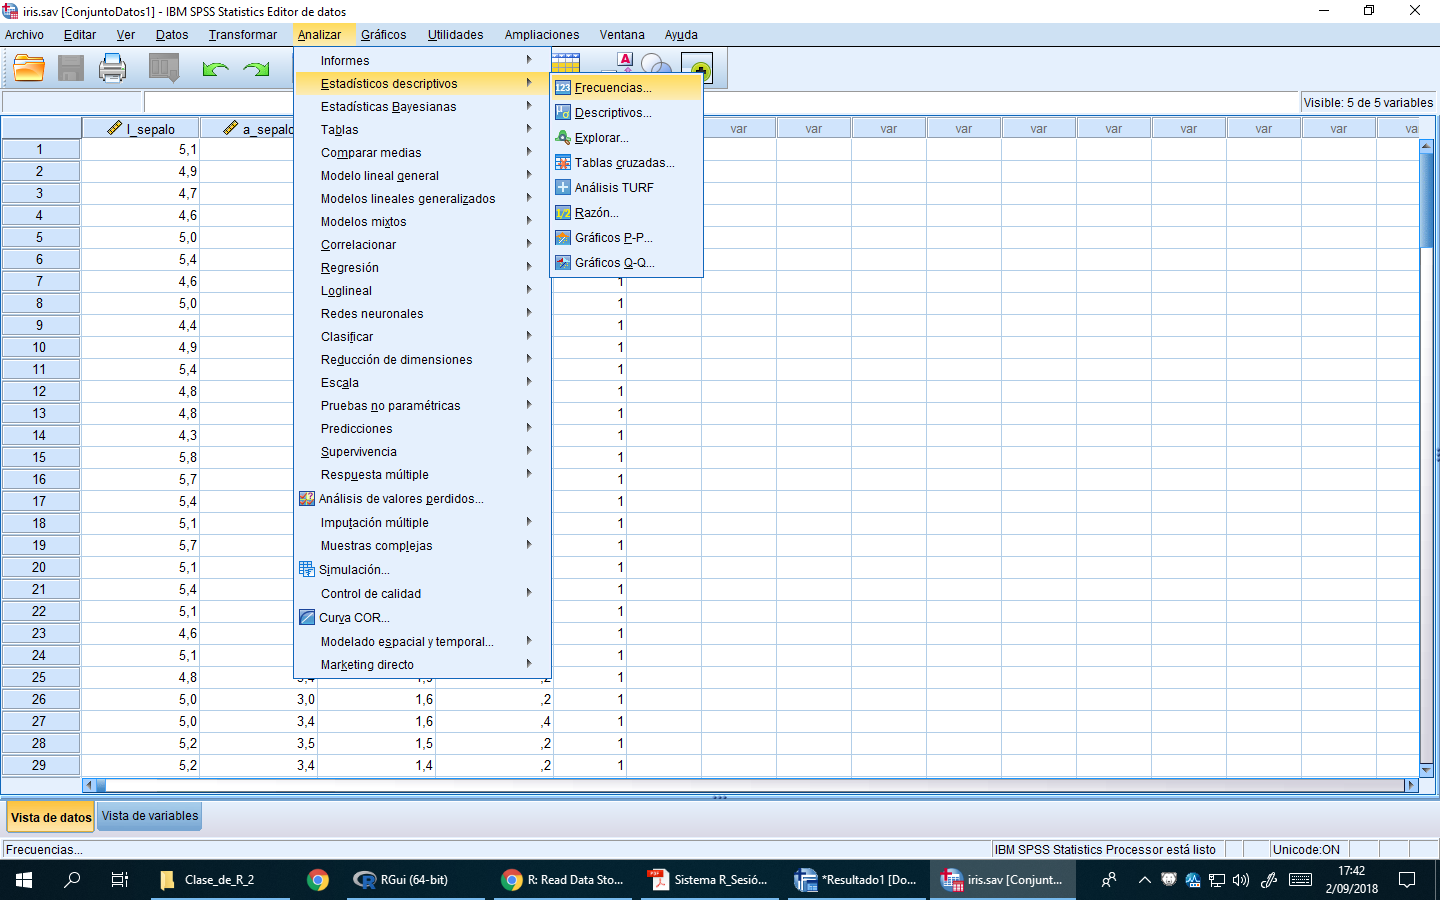 iris.sav [ConjuntoDatos1] - IBM SPSS Statistics Editor de datos
Archivo Editar Ver Datos Transformar Analizar Gráficos Utilidades Ampliaciones Ventana Ayuda
Visible: 5 de 5 variables
l_sepalo a_sepalo var var var var var var var var var
Informes
Estadísticos descriptivos
Estadísticas Bayesianas
Tablas
Comparar medias
Modelo lineal general
Modelos lineales generalizados
Modelos mixtos
Correlacionar
Regresión
Loglineal
Redes neuronales
Clasificar
Reducción de dimensiones
Escala
Pruebas no paramétricas
Predicciones
Supervivencia
Respuesta múltiple
Análisis de valores perdidos...
Imputación múltiple
Muestras complejas
Simulación...
Control de calidad
Curva COR...
Modelado espacial y temporal...
Marketing directo
123 Frecuencias...
Descriptivos...
Explorar...
Tablas cruzadas...
Análisis TURF
1/2 Razón...
Gráficos P-P...
Gráficos Q-Q...
1 5,1
2 4,9
3 4,7
4 4,6
5 5,0
6 5,4
7 4,6 1
8 5,0 1
9 4,4 1
10 4,9 1
11 5,4 1
12 4,8 1
13 4,8 1
14 4,3 1
15 5,8 1
16 5,7 1
17 5,4 1
18 5,1 1
19 5,7 1
20 5,1 1
21 5,4 1
22 5,1 1
23 4,6 1
24 5,1 1
25 4,8 3,4 1,9 ,2 1
26 5,0 3,0 1,6 ,2 1
27 5,0 3,4 1,6 ,4 1
28 5,2 3,5 1,5 ,2 1
29 5,2 3,4 1,4 ,2 1
Vista de datos Vista de variables
Frecuencias... IBM SPSS Statistics Processor está listo Unicode:ON
Clase_de_R_2 RGui (64-bit) R: Read Data Sto... Sistema R_Sesió... *Resultado1 [Do... iris.sav [Conjunt...
17:42
2/09/2018